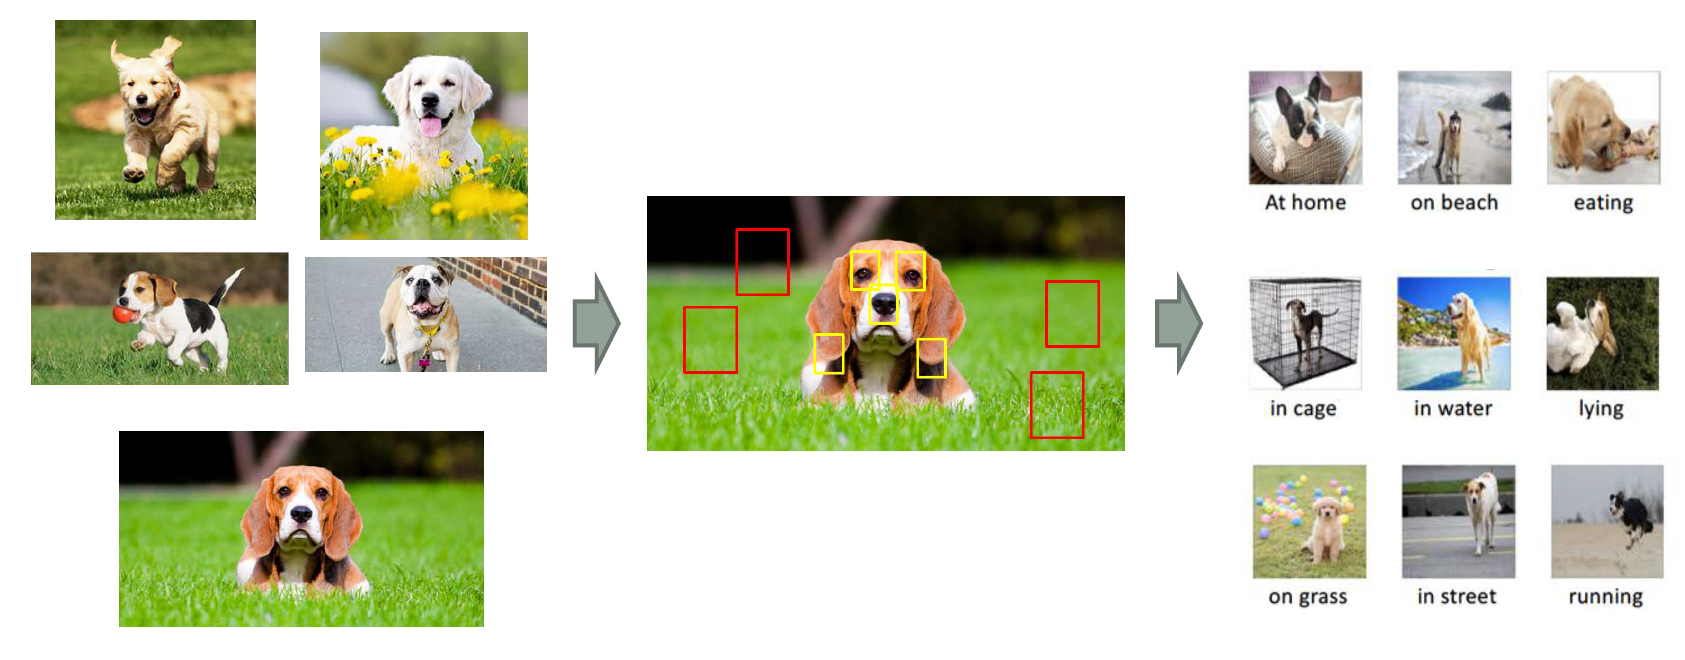 At home
on beach
eating
in cage
in water
lying
on grass
in street
running